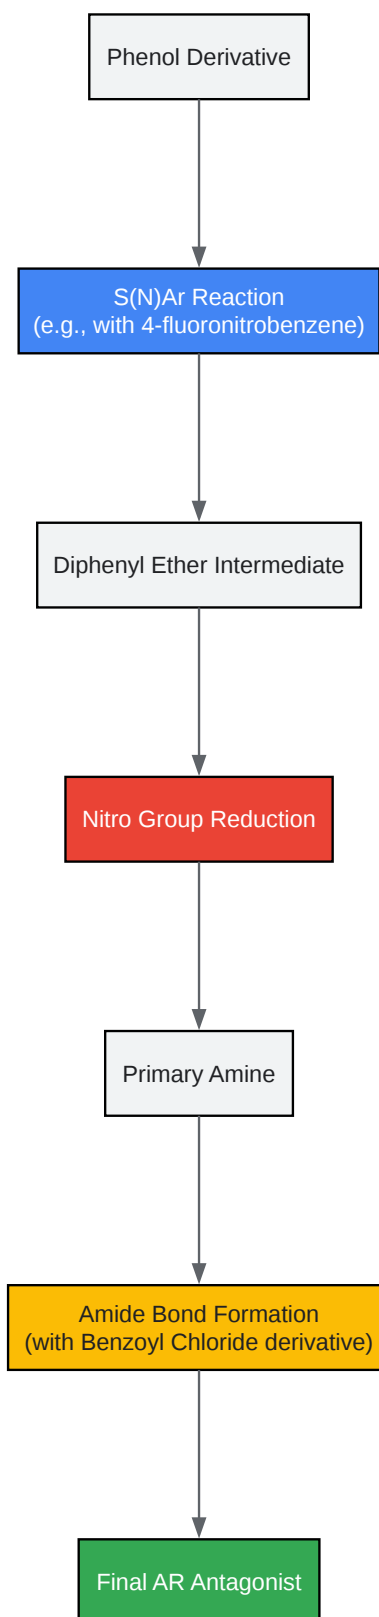 Phenol Derivative
S(N)Ar Reaction
(e.g., with 4-fluoronitrobenzene)
Diphenyl Ether Intermediate
Nitro Group Reduction
Primary Amine
Amide Bond Formation
(with Benzoyl Chloride derivative)
Final AR Antagonist